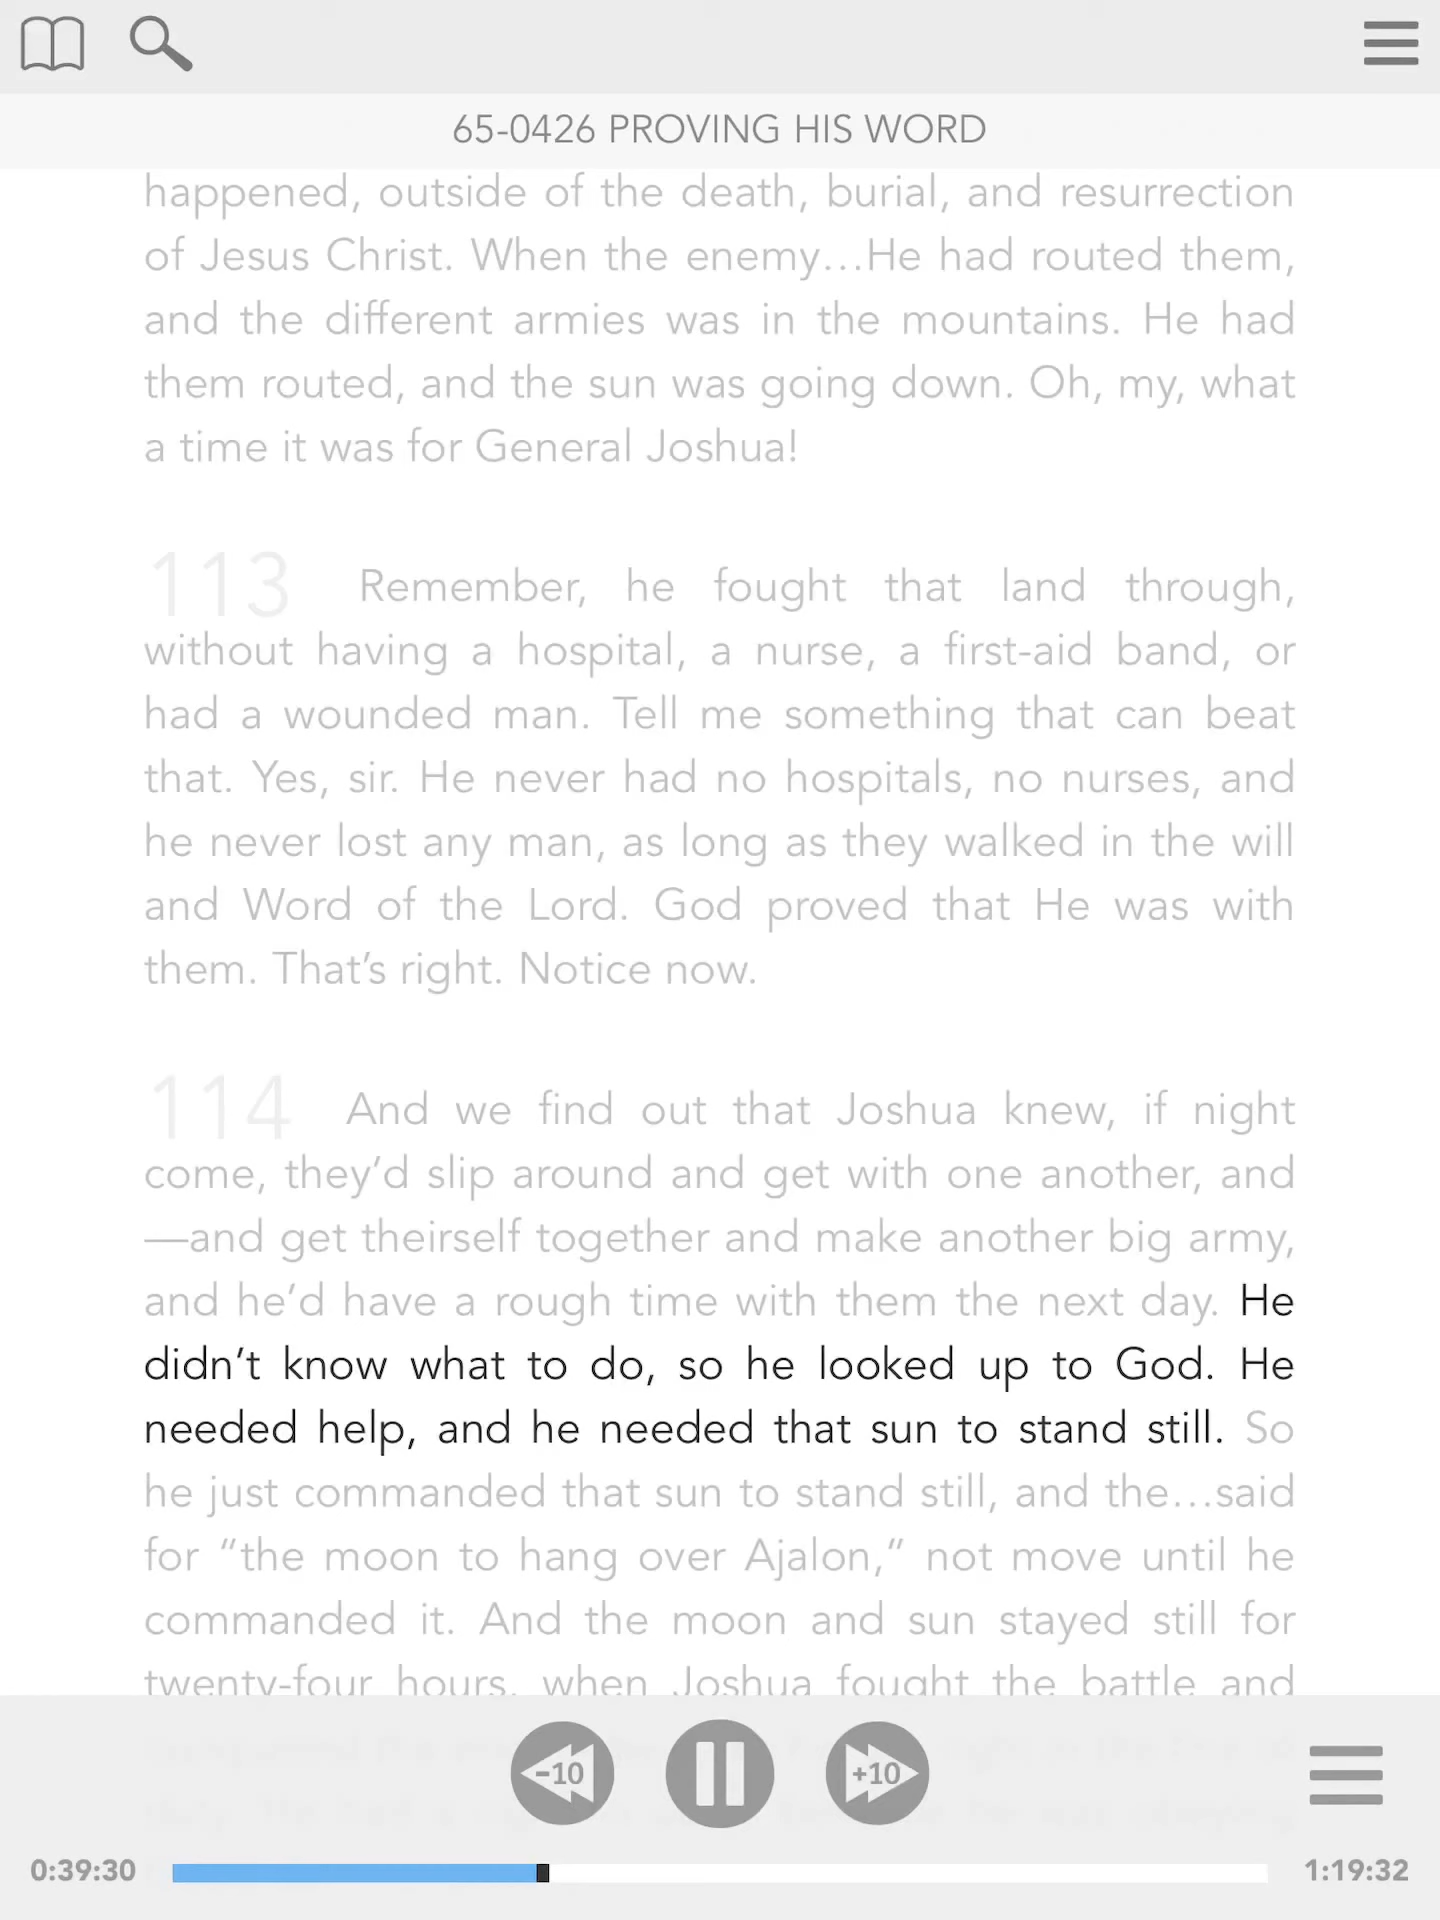 65-0426 PROVING HIS WORD
happened, outside of the death, burial, and resurrection
of Jesus Christ. When the enemy…He had routed them,
and the different armies was in the mountains. He had
them routed, and the sun was going down. Oh, my, what
a time it was for General Joshua!
113 Remember, he fought that land through,
without having a hospital, a nurse, a first-aid band, or
had a wounded man. Tell me something that can beat
that. Yes, sir. He never had no hospitals, no nurses, and
he never lost any man, as long as they walked in the will
and Word of the Lord. God proved that He was with
them. That’s right. Notice now.
114 And we find out that Joshua knew, if night
come, they’d slip around and get with one another, and
—and get theirself together and make another big army,
and he’d have a rough time with them the next day. He
didn’t know what to do, so he looked up to God. He
needed help, and he needed that sun to stand still. So
he just commanded that sun to stand still, and the…said
for “the moon to hang over Ajalon,” not move until he
commanded it. And the moon and sun stayed still for
twenty-four hours, when Joshua fought the battle and
-10
+10
0:39:30
1:19:32